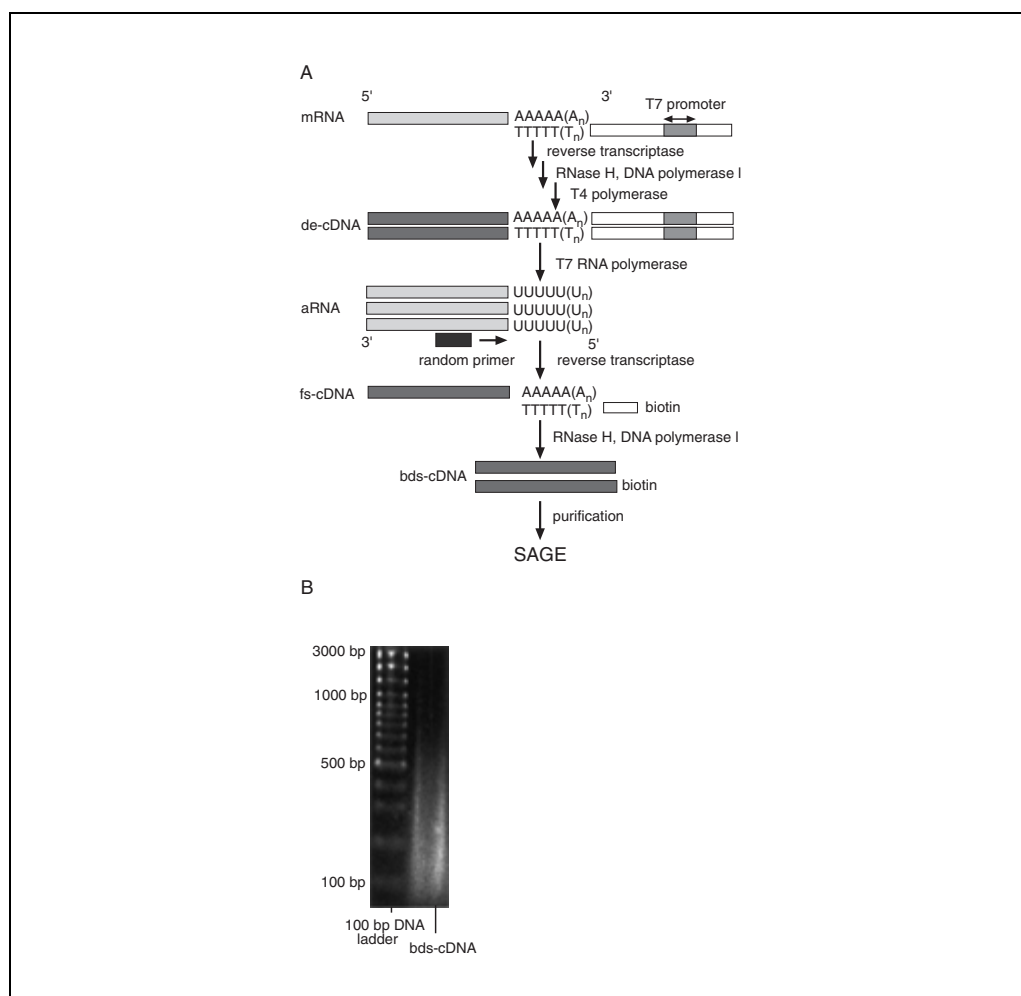 A
5' 3'
T7 promoter
mRNA AAAAA(An)
TTTTT(Tn)
reverse transcriptase
RNase H, DNA polymerase I
T4 polymerase
de-cDNA AAAAA(An)
TTTTT(Tn)
T7 RNA polymerase
UUUUU(Un)
aRNA UUUUU(Un)
UUUUU(Un)
3' 5'
random primer reverse transcriptase
fs-cDNA AAAAA(An)
TTTTT(Tn) biotin
RNase H, DNA polymerase I
bds-cDNA
biotin
purification
SAGE
B
3000 bp
1000 bp
500 bp
100 bp
100 bp DNA
ladder
bds-cDNA